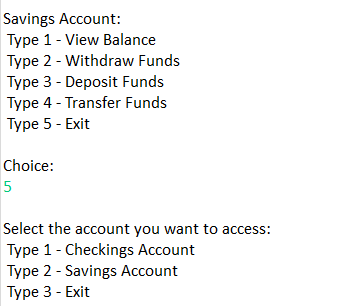 Savings Account:
Type 1 - View Balance
Type 2 - Withdraw Funds
Type 3 - Deposit Funds
Type 4 - Transfer Funds
Type 5 - Exit
Choice:
5
Select the account you want to access:
Type 1 - Checkings Account
Type 2 - Savings Account
Type 3 - Exit